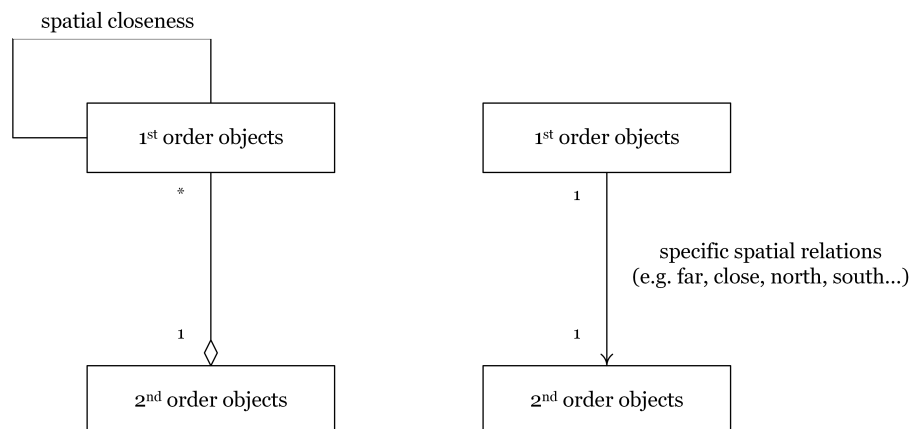 spatial closeness
1st order objects
1st order objects
*
1
specific spatial relations
(e.g. far, close, north, south...)
1
1
2nd order objects
2nd order objects